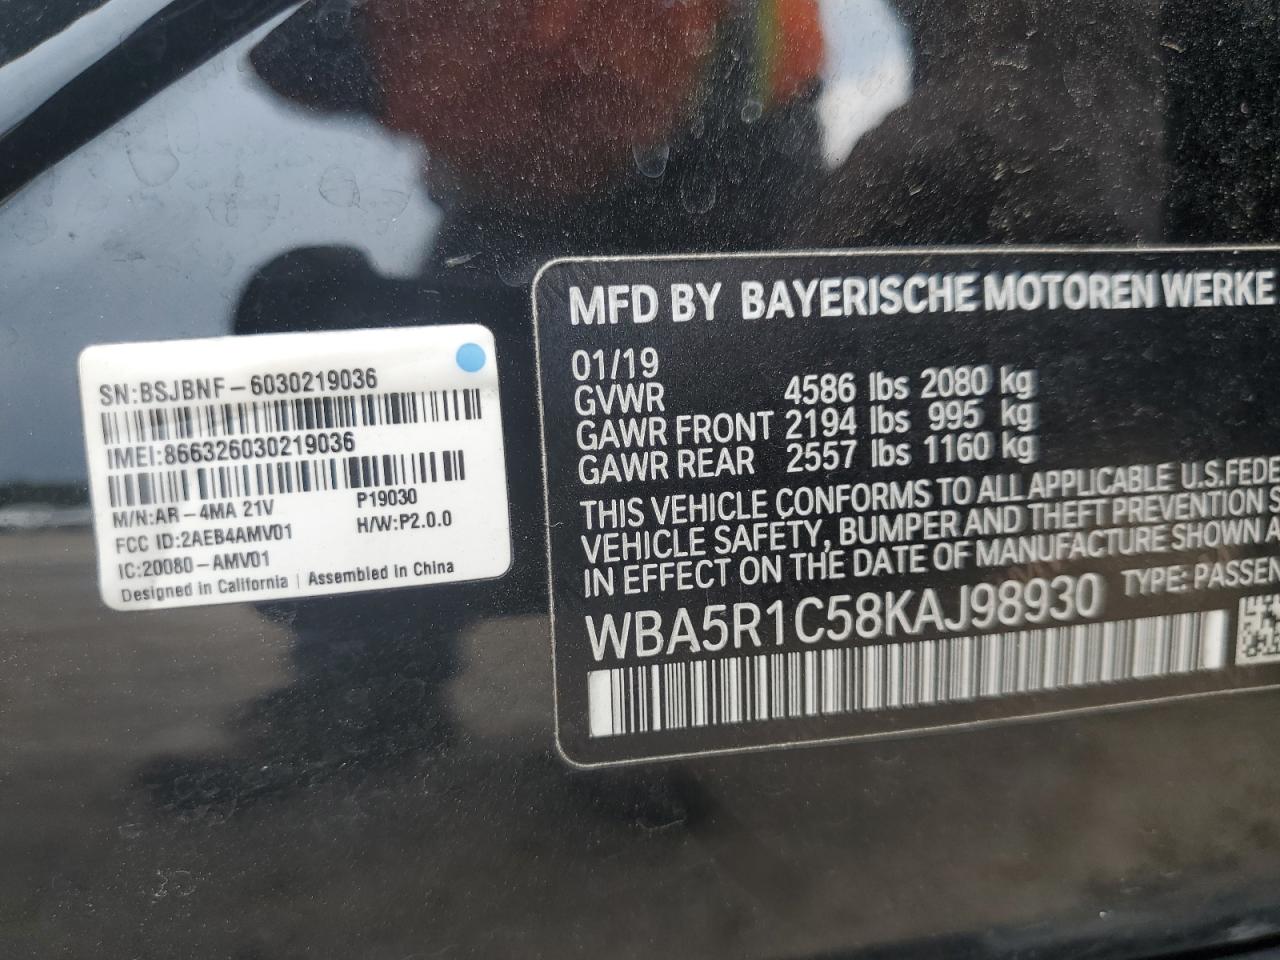 SN:BSJBNF-6030219036
IMEI:866326030219036
M/N:AR-4MA 21V P19030
FCC ID:2AEB4AMV01 H/W:P2.0.0
IC:20080-AMV01
Designed in California | Assembled in China
MFD BY BAYERISCHE MOTOREN WERKE
01/19
GVWR 4586 lbs 2080 kg
GAWR FRONT 2194 lbs 995 kg
GAWR REAR 2557 lbs 1160 kg
THIS VEHICLE CONFORMS TO ALL APPLICABLE U.S.FEDE
VEHICLE SAFETY, BUMPER AND THEFT PREVENTION S
IN EFFECT ON THE DATE OF MANUFACTURE SHOWN A
WBA5R1C58KAJ98930 TYPE: PASSEN